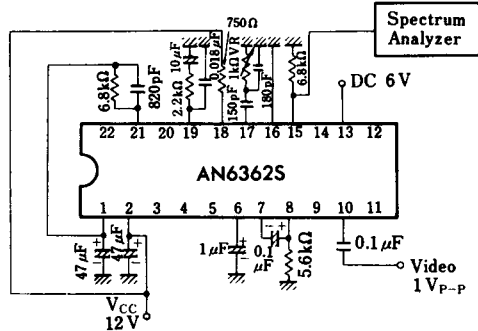 750Ω
Spectrum
Analyzer
6.8kΩ
820pF
2.2kΩ
10μF
0.018μF
1kΩVR
150pF
180pF
6.8kΩ
DC 6V
22 21 20 19 18 17 16 15 14 13 12
AN6362S
1 2 3 4 5 6 7 8 9 10 11
47μF
47μF
1μF
0.1
μF
5.6kΩ
0.1μF
Video
1VP-P
VCC
12V
+
-
+
-
+
-
-
+